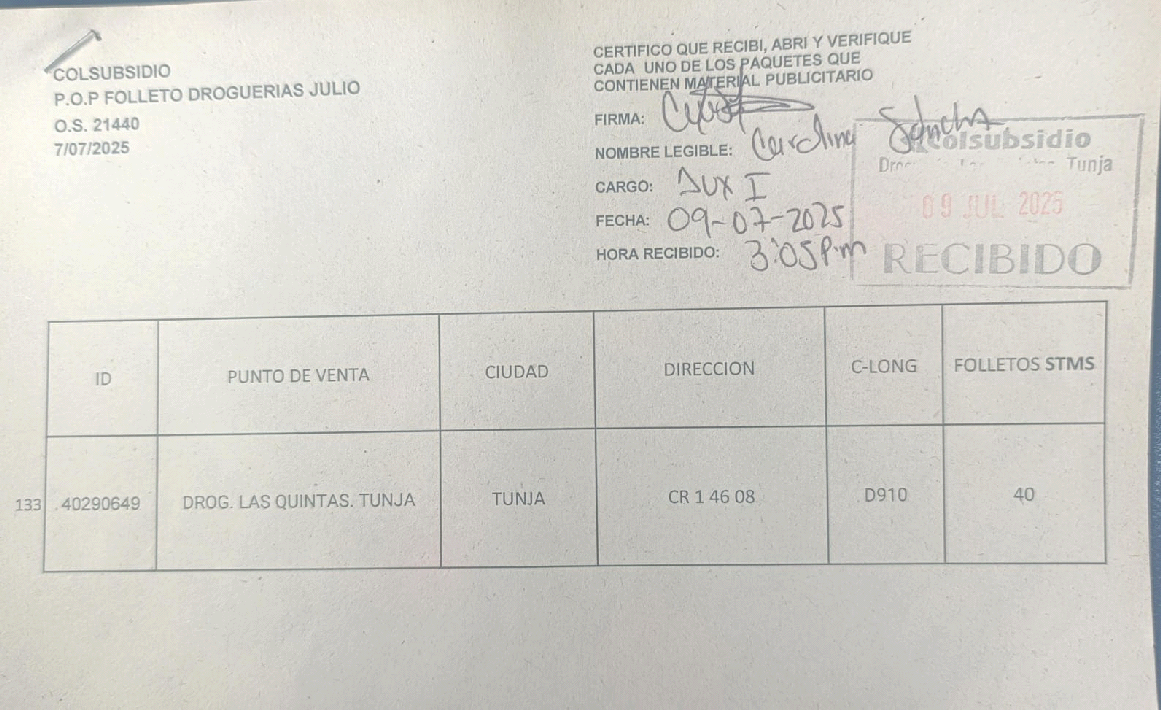 COLSUBSIDIO
P.O.P FOLLETO DROGUERIAS JULIO
O.S. 21440
7/07/2025
CERTIFICO QUE RECIBI, ABRI Y VERIFIQUE
CADA UNO DE LOS PAQUETES QUE
CONTIENEN MATERIAL PUBLICITARIO
FIRMA:
NOMBRE LEGIBLE: Carolina Sanchz
CARGO: Aux I
FECHA: 09-07-2025
HORA RECIBIDO: 3:05 P.m
Colsubsidio
Tunja
09 JUL 2025
RECIBIDO
ID PUNTO DE VENTA CIUDAD DIRECCION C-LONG FOLLETOS STMS
133 40290649 DROG. LAS QUINTAS. TUNJA TUNJA CR 1 46 08 D910 40